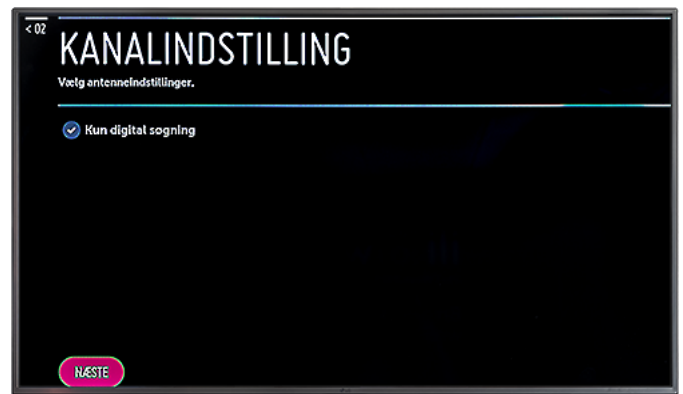 < 02
KANALINDSTILLING
Vælg antenneindstillinger.
Kun digital søgning
NÆSTE